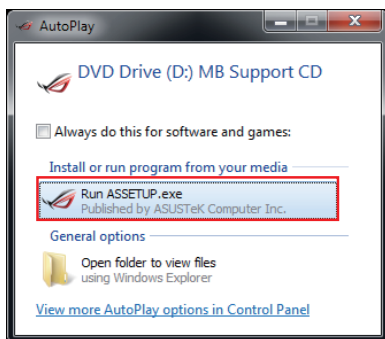 AutoPlay
DVD Drive (D:) MB Support CD
Always do this for software and games:
Install or run program from your media
Run ASSETUP.exe
Published by ASUSTeK Computer Inc.
General options
Open folder to view files
using Windows Explorer
View more AutoPlay options in Control Panel